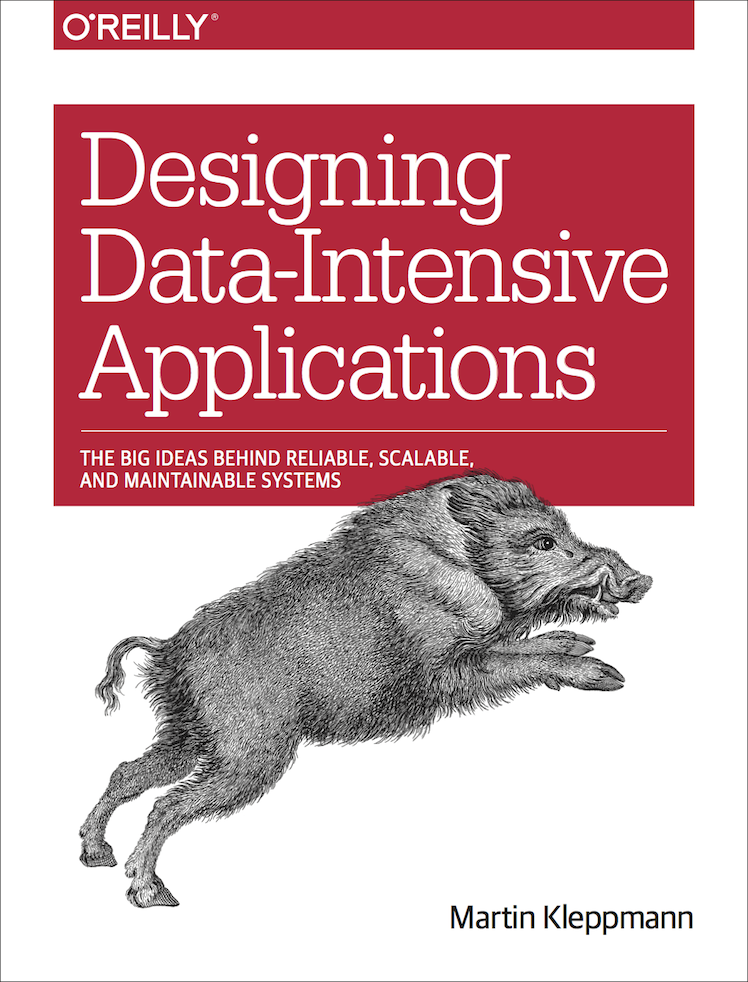 O'REILLY®
Designing
Data-Intensive
Applications
THE BIG IDEAS BEHIND RELIABLE, SCALABLE,
AND MAINTAINABLE SYSTEMS
Martin Kleppmann